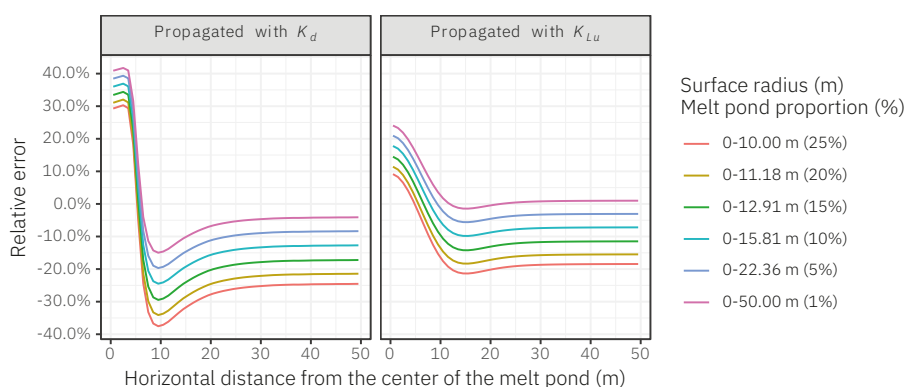 Propagated with K_d
Propagated with K_Lu
40.0%
30.0%
20.0%
10.0%
0.0%
-10.0%
-20.0%
-30.0%
-40.0%
Relative error
0 10 20 30 40 50
0 10 20 30 40 50
Horizontal distance from the center of the melt pond (m)
Surface radius (m)
Melt pond proportion (%)
0-10.00 m (25%)
0-11.18 m (20%)
0-12.91 m (15%)
0-15.81 m (10%)
0-22.36 m (5%)
0-50.00 m (1%)